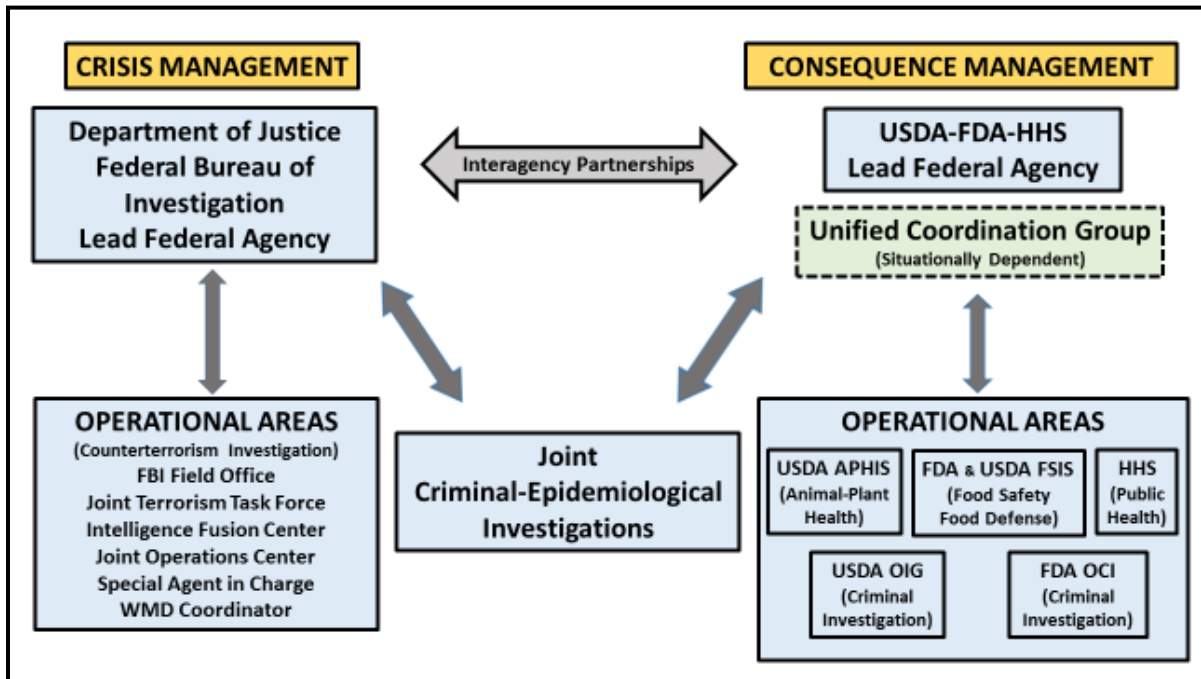 CRISIS MANAGEMENT
Department of Justice
Federal Bureau of
Investigation
Lead Federal Agency
Interagency Partnerships
CONSEQUENCE MANAGEMENT
USDA-FDA-HHS
Lead Federal Agency
Unified Coordination Group
(Situationally Dependent)
OPERATIONAL AREAS
(Counterterrorism Investigation)
FBI Field Office
Joint Terrorism Task Force
Intelligence Fusion Center
Joint Operations Center
Special Agent in Charge
WMD Coordinator
Joint
Criminal-Epidemiological
Investigations
OPERATIONAL AREAS
USDA APHIS
(Animal-Plant
Health)
FDA & USDA FSIS
(Food Safety
Food Defense)
HHS
(Public
Health)
USDA OIG
(Criminal
Investigation)
FDA OCI
(Criminal
Investigation)